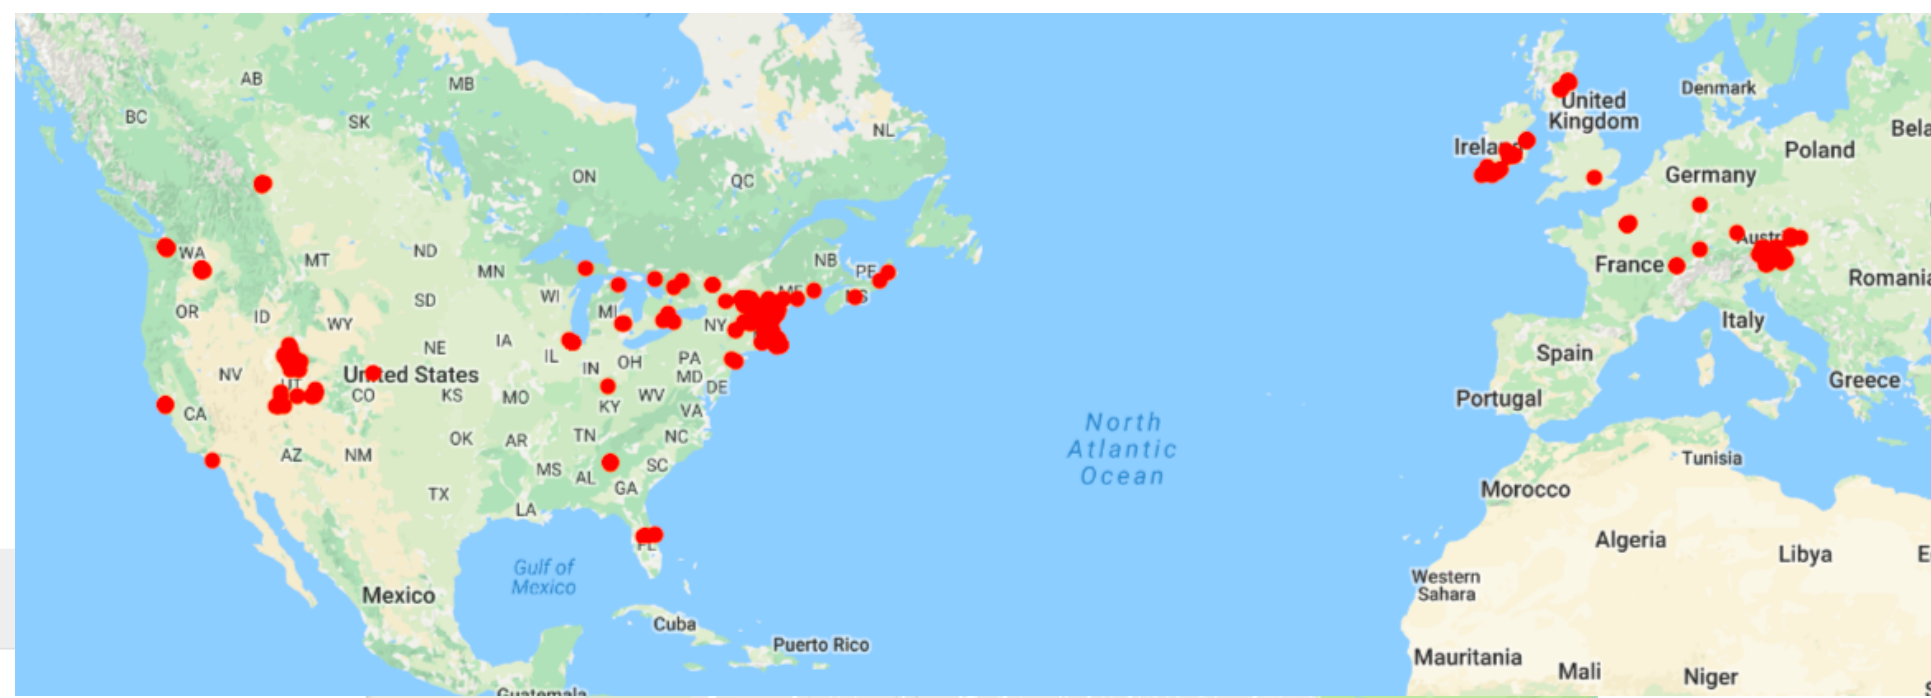 AB
MB
BC
SK
NL
ON
QC
WA
MT
ND
MN
NB
PE
OR
ID
SD
WI
ME
NS
WY
MI
NY
NE
IA
IL
OH
PA
NV
UT
United States
IN
MD
DE
CA
CO
KS
MO
KY
WV
VA
AZ
NM
OK
AR
TN
NC
TX
MS
AL
SC
GA
LA
FL
Gulf of
Mexico
Mexico
Cuba
Puerto Rico
Guatemala
North
Atlantic
Ocean
United
Kingdom
Denmark
Ireland
Bela
Poland
Germany
Austri
France
Romania
Italy
Spain
Portugal
Greece
Tunisia
Morocco
Algeria
Libya
E
Western
Sahara
Mauritania
Mali
Niger